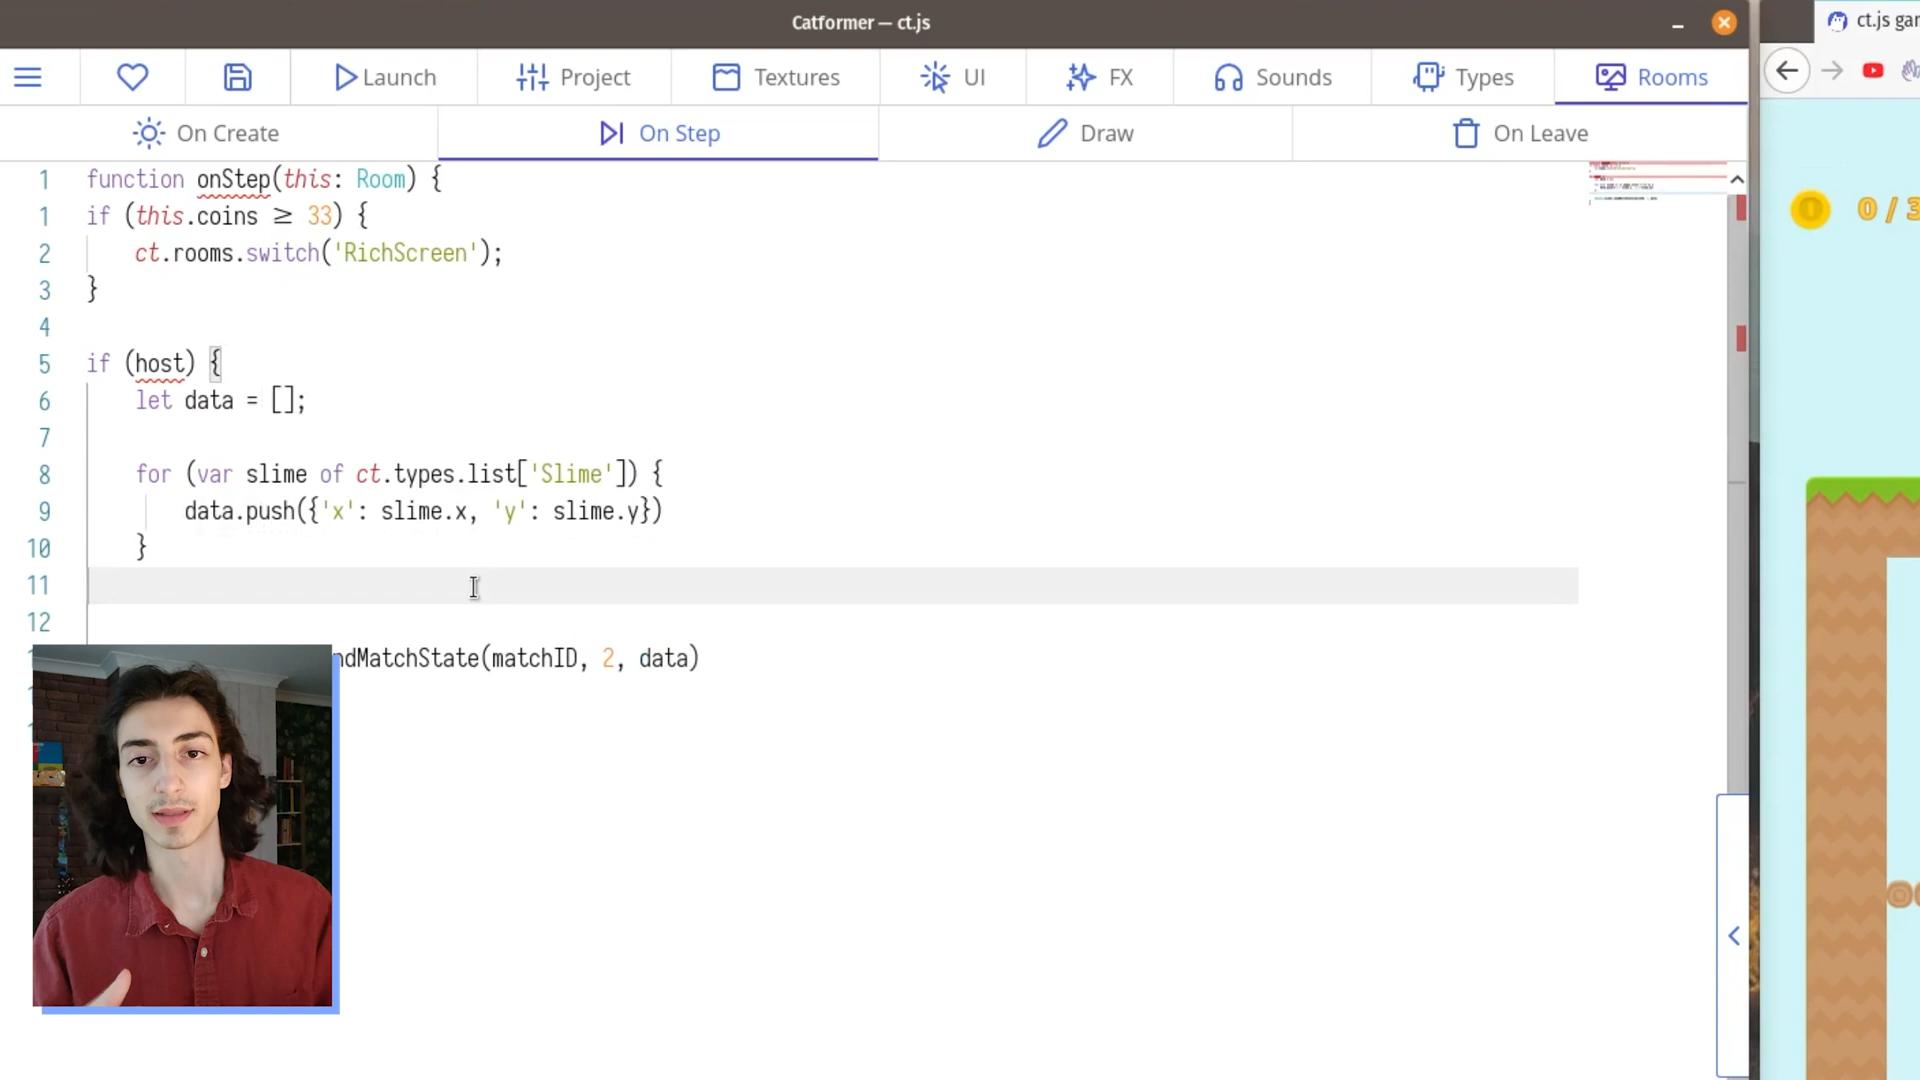 Catformer — ct.js
ct.js gar
Launch
Project
Textures
UI
FX
Sounds
Types
Rooms
On Create
On Step
Draw
On Leave
1 function onStep(this: Room) {
1 if (this.coins ≥ 33) {
2 ct.rooms.switch('RichScreen');
3 }
4
5 if (host) {
6 let data = [];
7
8 for (var slime of ct.types.list['Slime']) {
9 data.push({'x': slime.x, 'y': slime.y})
10 }
11
12
ndMatchState(matchID, 2, data)
0 / 3